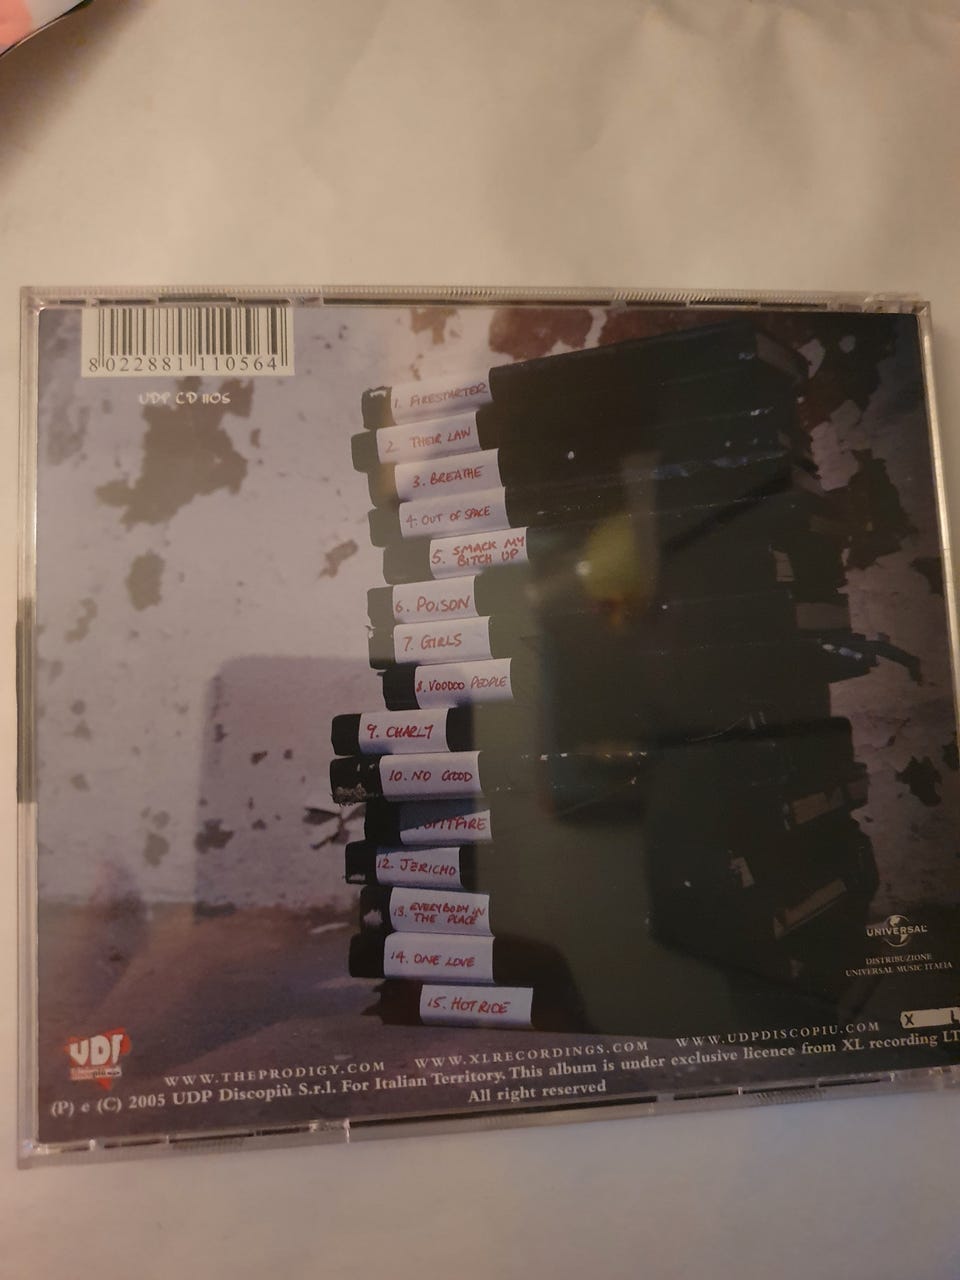 8 022881 110564
UDP CD 1105
1. FIRESTARTER
2. THEIR LAW
3. BREATHE
4. OUT OF SPACE
5. SMACK MY
BITCH UP
6. POISON
7. GIRLS
8. VOODOO PEOPLE
9. CHARLY
10. NO GOOD
SPITFIRE
12. JERICHO
13. EVERYBODY IN
THE PLACE
14. ONE LOVE
15. HOTRIDE
UNIVERSAL
DISTRIBUZIONE
UNIVERSAL MUSIC ITALIA
X L
UDP
WWW.THEPRODIGY.COM WWW.XLRECORDINGS.COM WWW.UDPDISCOPIU.COM
(P) e (C) 2005 UDP Discopiù S.r.l. For Italian Territory. This album is under exclusive licence from XL recording LT
All right reserved